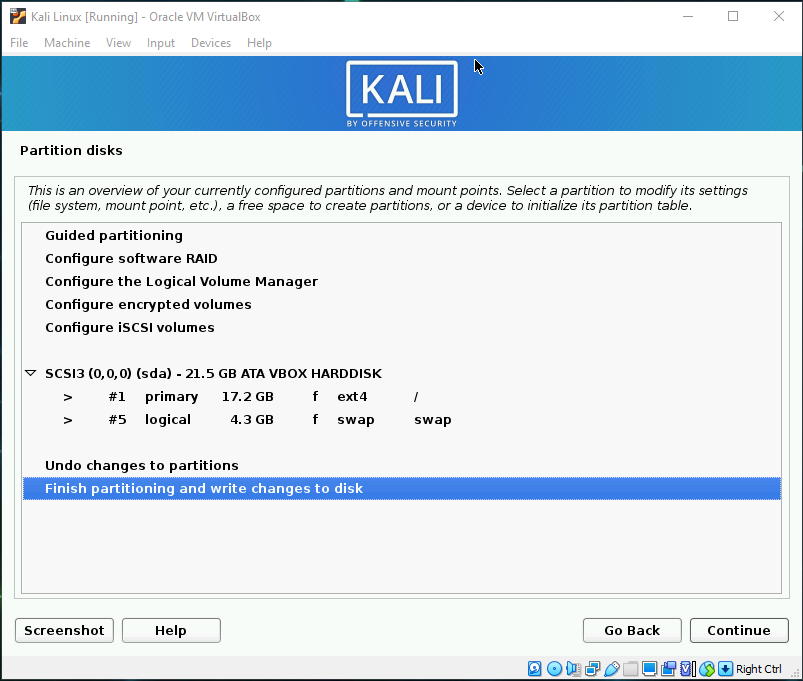 Kali Linux [Running] - Oracle VM VirtualBox
File Machine View Input Devices Help
KALI
BY OFFENSIVE SECURITY
Partition disks
This is an overview of your currently configured partitions and mount points. Select a partition to modify its settings
(file system, mount point, etc.), a free space to create partitions, or a device to initialize its partition table.
Guided partitioning
Configure software RAID
Configure the Logical Volume Manager
Configure encrypted volumes
Configure iSCSI volumes
SCSI3 (0,0,0) (sda) - 21.5 GB ATA VBOX HARDDISK
> #1 primary 17.2 GB f ext4 /
> #5 logical 4.3 GB f swap swap
Undo changes to partitions
Finish partitioning and write changes to disk
Screenshot Help Go Back Continue
Right Ctrl